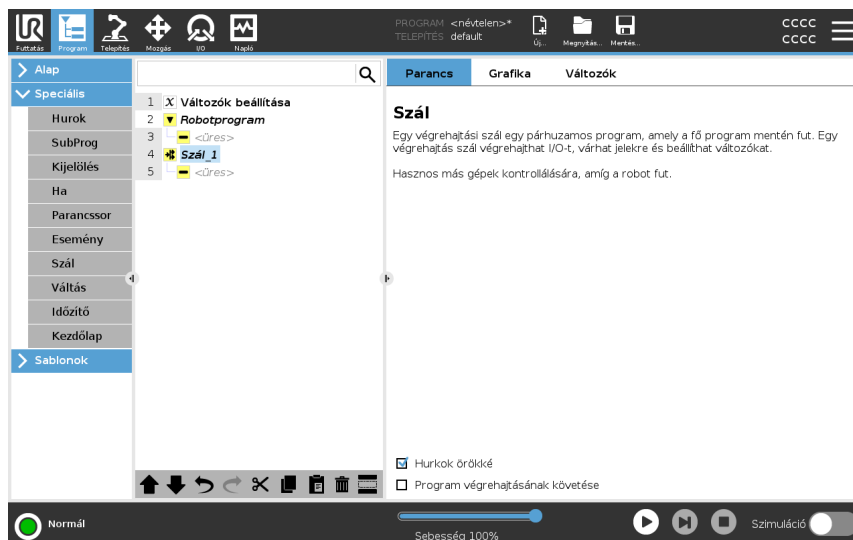 UR
Futtatás
Program
Telepítés
Mozgás
I/O
Napló
PROGRAM <névtelen>*
TELEPÍTÉS default
Új...
Megnyitás...
Mentés...
cccc
cccc
Alap
Speciális
Hurok
SubProg
Kijelölés
Ha
Parancssor
Esemény
Szál
Váltás
Időzítő
Kezdőlap
Sablonok
1 X Változók beállítása
2 Robotprogram
3 <üres>
4 Szál_1
5 <üres>
Parancs
Grafika
Változók
Szál
Egy végrehajtási szál egy párhuzamos program, amely a fő program mentén fut. Egy
végrehajtás szál végrehajthat I/O-t, várhat jelekre és beállíthat változókat.
Hasznos más gépek kontrollálására, amíg a robot fut.
Hurkok örökké
Program végrehajtásának követése
Normál
Sebesség 100%
Szimuláció